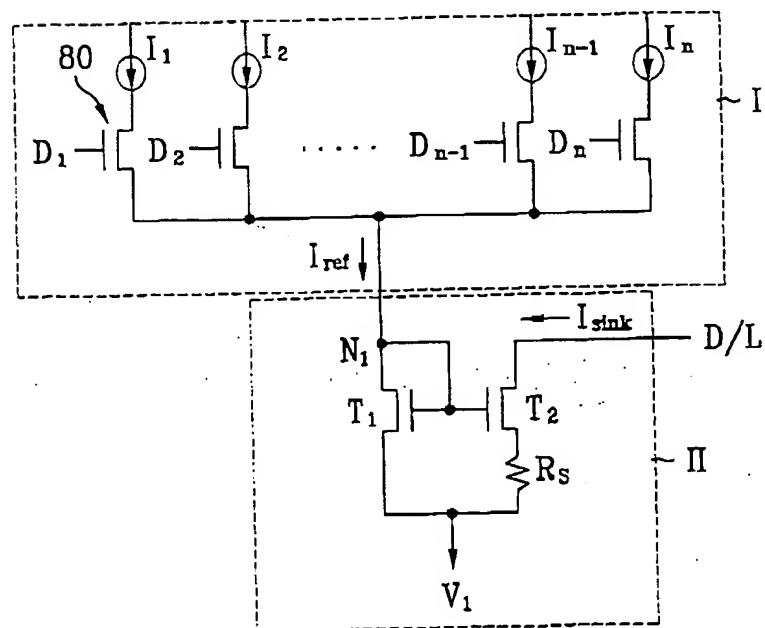 80 I1 I2 In-1 In
~ I
D1 D2 ..... Dn-1 Dn
Iref
Isink
N1 D/L
T1 T2
RS ~ II
V1